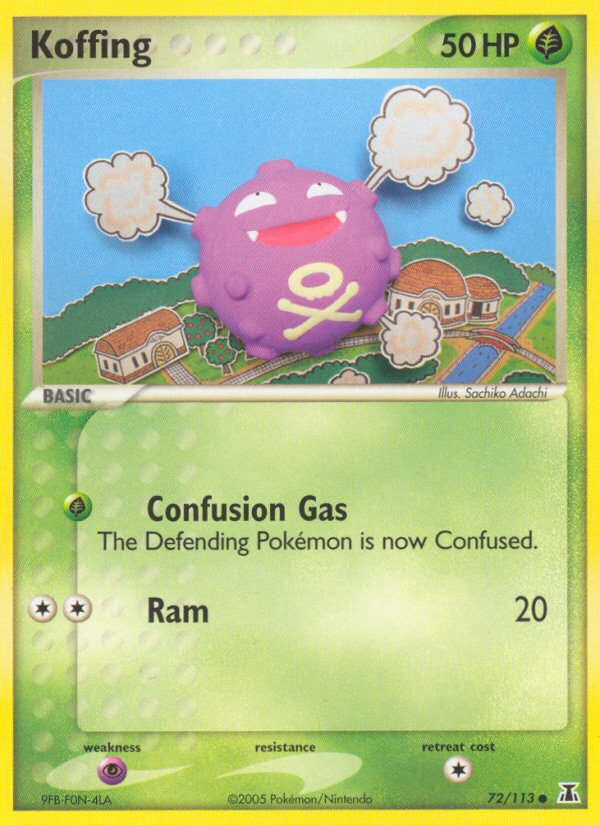 Koffing 50 HP
BASIC
Illus. Sachiko Adachi
Confusion Gas
The Defending Pokémon is now Confused.
Ram 20
weakness resistance retreat cost
9FB-F0N-4LA ©2005 Pokémon/Nintendo 72/113 ●